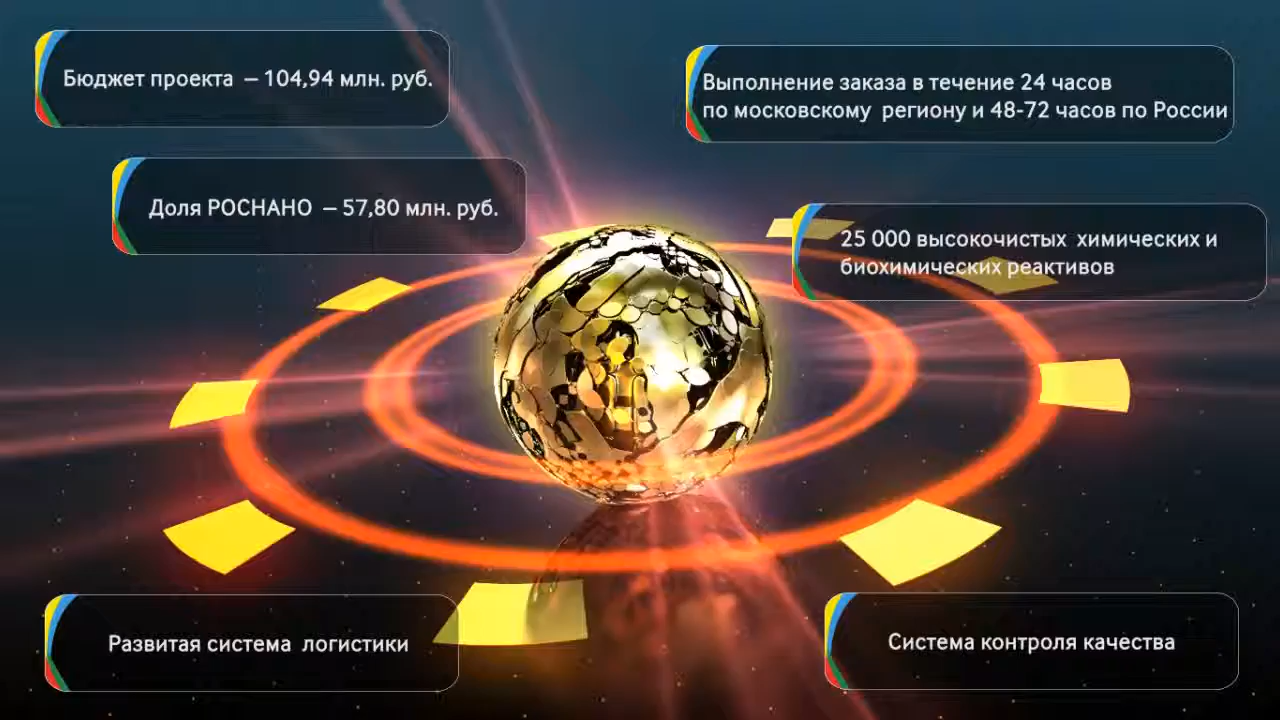 Бюджет проекта – 104,94 млн. руб.
Выполнение заказа в течение 24 часов
по московскому региону и 48-72 часов по России
Доля РОСНАНО – 57,80 млн. руб.
25 000 высокочистых химических и
биохимических реактивов
Развитая система логистики
Система контроля качества